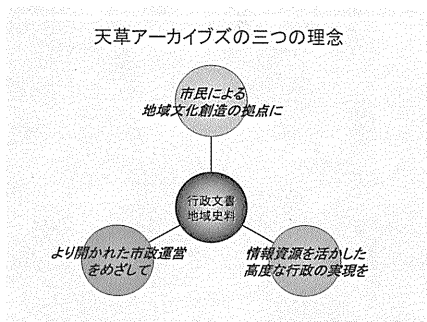 天草アーカイブズの三つの理念
市民による
地域文化創造の拠点に
行政文書
地域史料
より開かれた市政運営
をめざして
情報資源を活かした
高度な行政の実現を